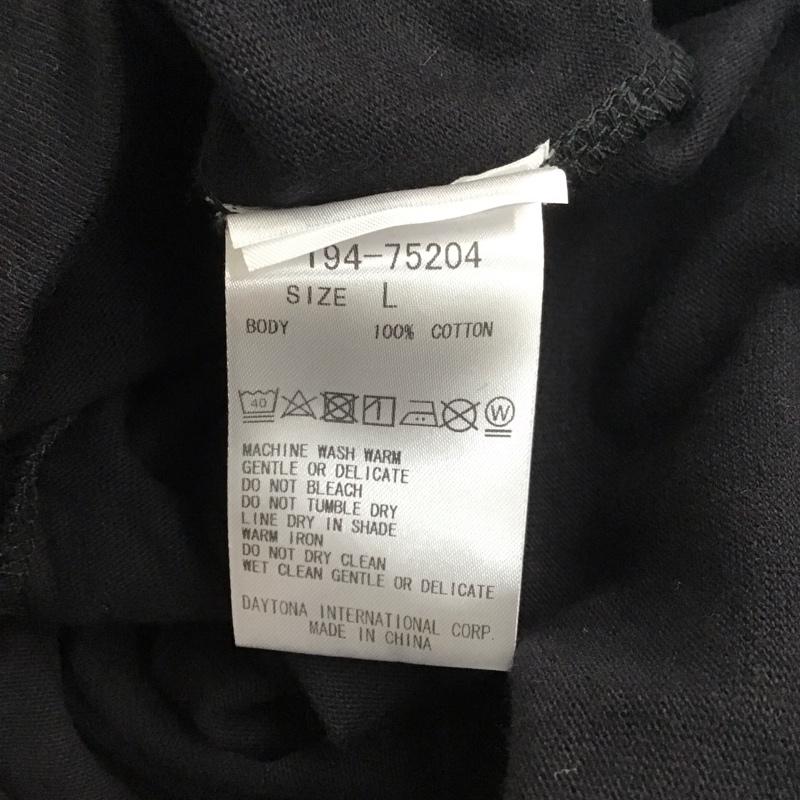 194-75204
SIZE L
BODY 100% COTTON
40 W
MACHINE WASH WARM
GENTLE OR DELICATE
DO NOT BLEACH
DO NOT TUMBLE DRY
LINE DRY IN SHADE
WARM IRON
DO NOT DRY CLEAN
WET CLEAN GENTLE OR DELICATE
DAYTONA INTERNATIONAL CORP.
MADE IN CHINA